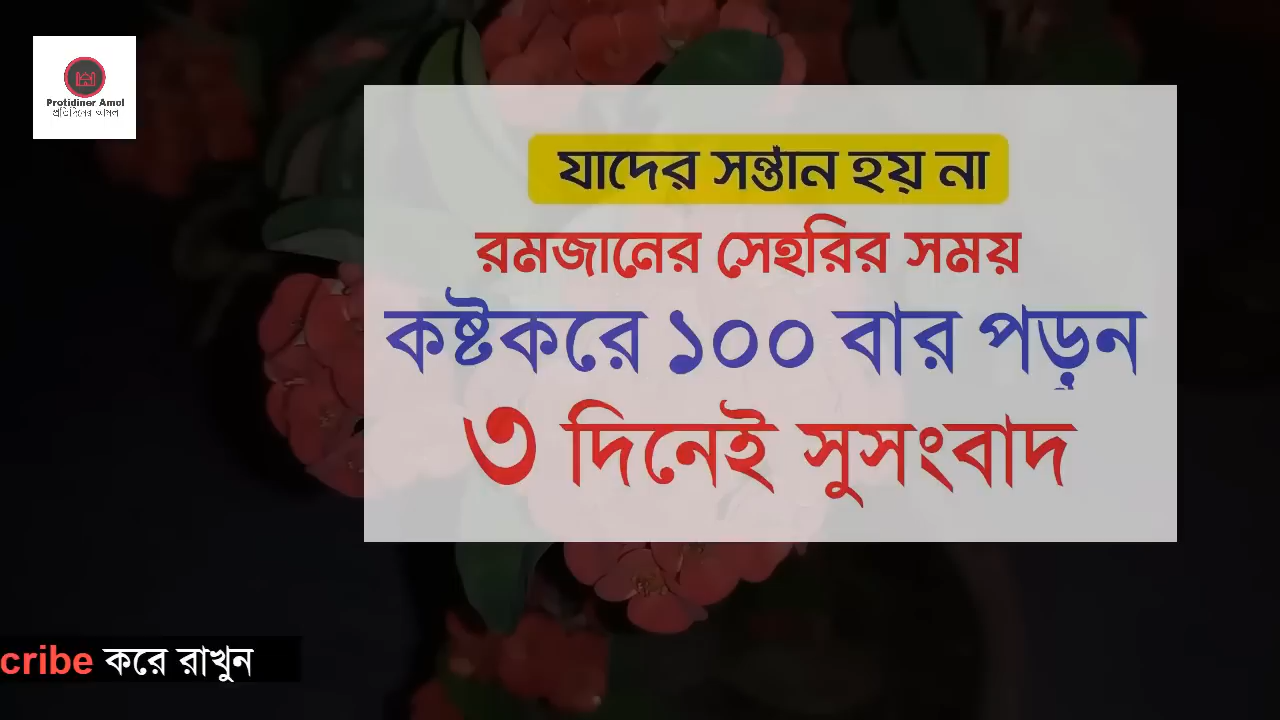 Protidiner Amol
প্রতিদিনের আমল
যাদের সন্তান হয় না
রমজানের সেহরির সময়
কষ্টকরে ১০০ বার পড়ুন
৩ দিনেই সুসংবাদ
cribe করে রাখুন